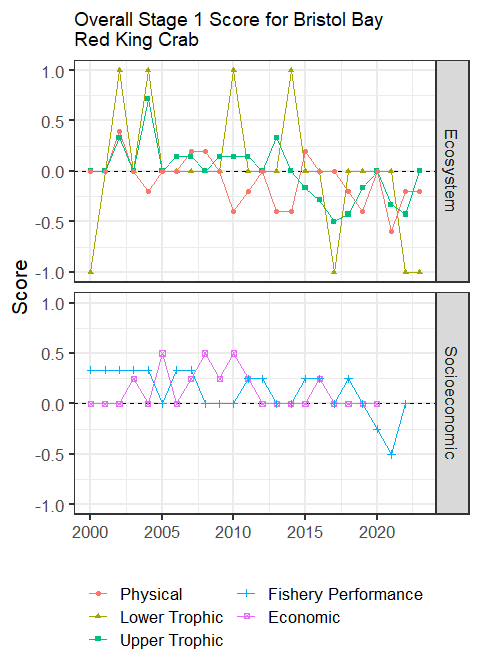 Overall Stage 1 Score for Bristol Bay
Red King Crab
Score
1.0
0.5
0.0
-0.5
-1.0
Ecosystem
1.0
0.5
0.0
-0.5
-1.0
Socioeconomic
2000 2005 2010 2015 2020
Physical
Lower Trophic
Upper Trophic
Fishery Performance
Economic